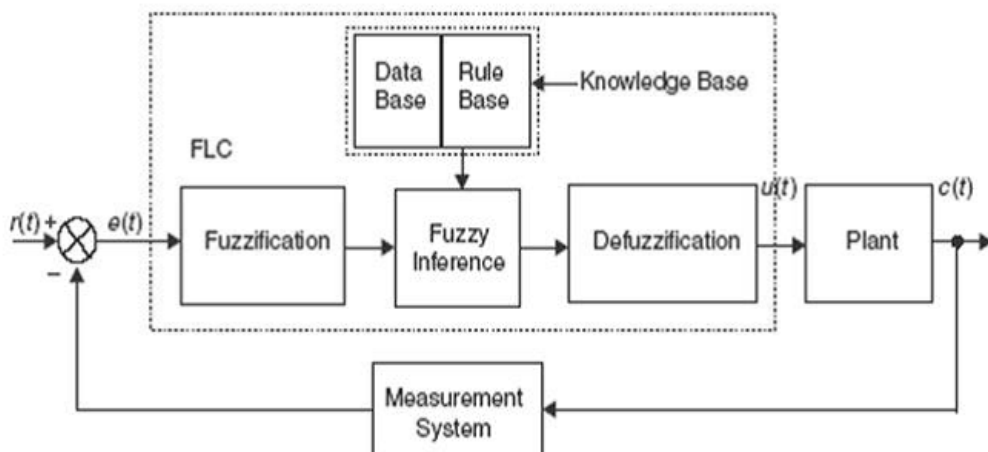 Data
Base
Rule
Base
Knowledge Base
FLC
r(t) +
e(t)
Fuzzification
Fuzzy
Inference
Defuzzification
u(t)
Plant
c(t)
−
Measurement
System